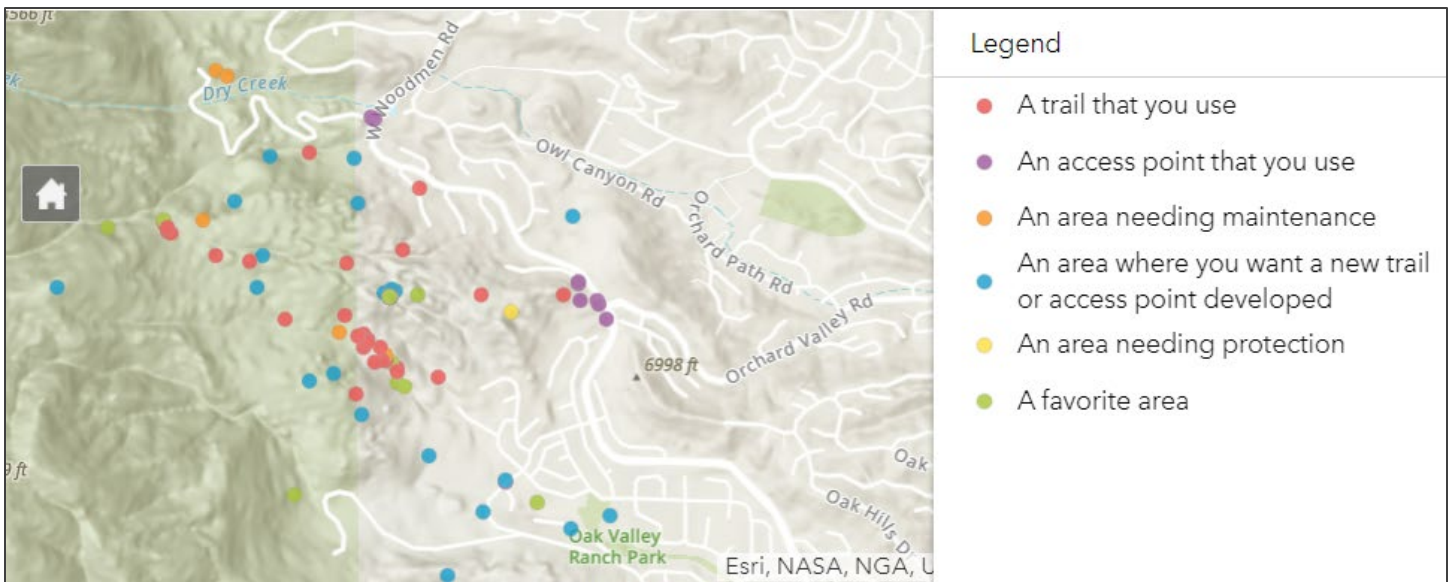 6566 ft
Dry Creek
W Woodmen Rd
Owl Canyon Rd
Orchard Path Rd
Orchard Valley Rd
6998 ft
9 ft
Oak
Oak Hills D
Oak Valley
Ranch Park
Esri, NASA, NGA, U
Legend
A trail that you use
An access point that you use
An area needing maintenance
An area where you want a new trail
or access point developed
An area needing protection
A favorite area